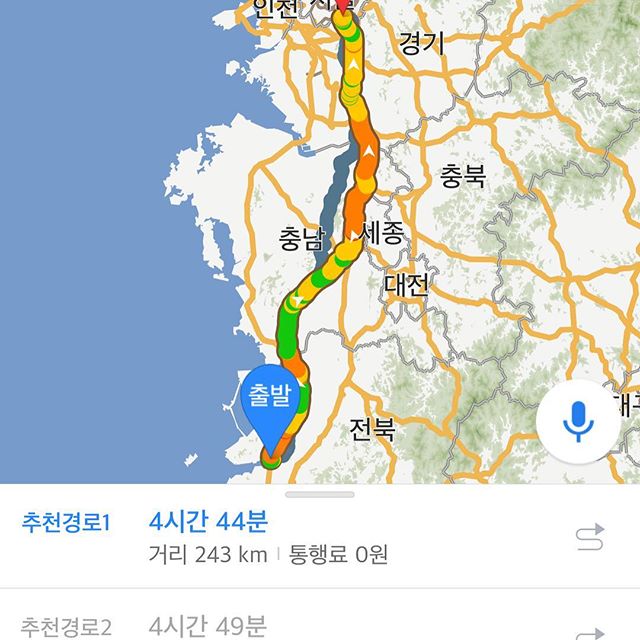 인천
서울
경기
충북
충남
세종
대전
출발
전북
대구
추천경로1
4시간 44분
거리 243 km | 통행료 0원
추천경로2
4시간 49분